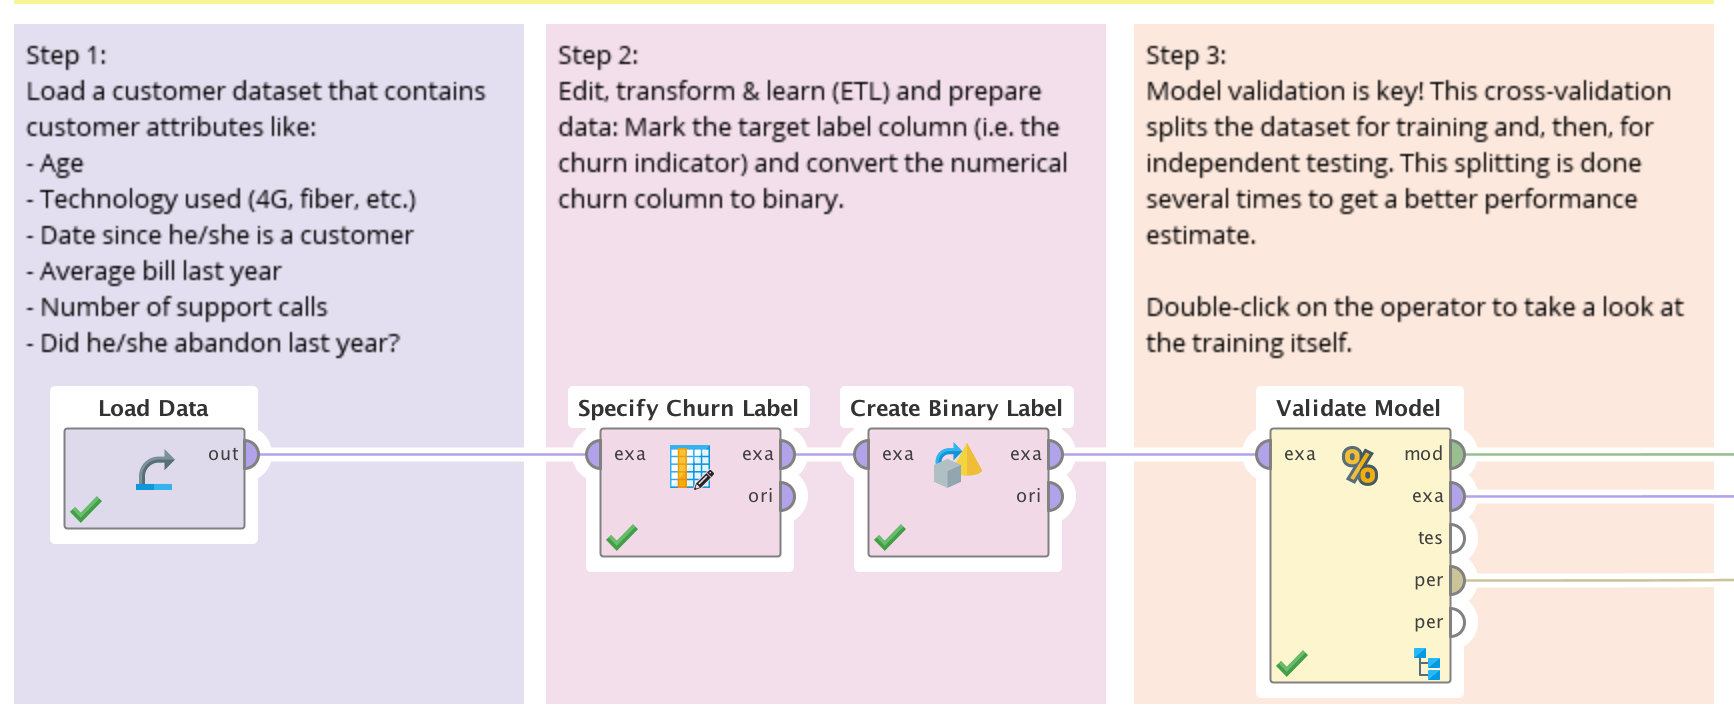 Step 1:
Load a customer dataset that contains
customer attributes like:
- Age
- Technology used (4G, fiber, etc.)
- Date since he/she is a customer
- Average bill last year
- Number of support calls
- Did he/she abandon last year?
Load Data
out
Step 2:
Edit, transform & learn (ETL) and prepare
data: Mark the target label column (i.e. the
churn indicator) and convert the numerical
churn column to binary.
Specify Churn Label
exa
exa
ori
Create Binary Label
exa
exa
ori
Step 3:
Model validation is key! This cross-validation
splits the dataset for training and, then, for
independent testing. This splitting is done
several times to get a better performance
estimate.
Double-click on the operator to take a look at
the training itself.
Validate Model
exa
%
mod
exa
tes
per
per